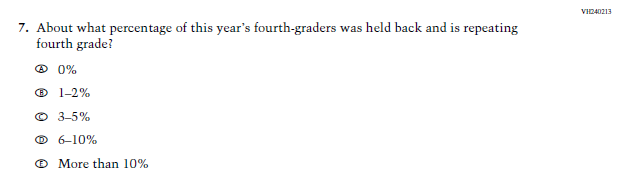 VH240213
7. About what percentage of this year's fourth-graders was held back and is repeating
fourth grade?
Ⓐ 0%
Ⓑ 1–2%
Ⓒ 3–5%
Ⓓ 6–10%
Ⓔ More than 10%